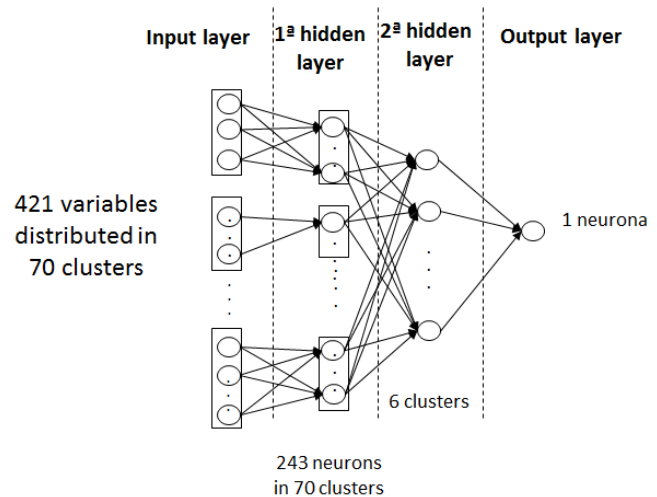 Input layer
1ª hidden
layer
2ª hidden
layer
Output layer
421 variables
distributed in
70 clusters
1 neurona
6 clusters
243 neurons
in 70 clusters